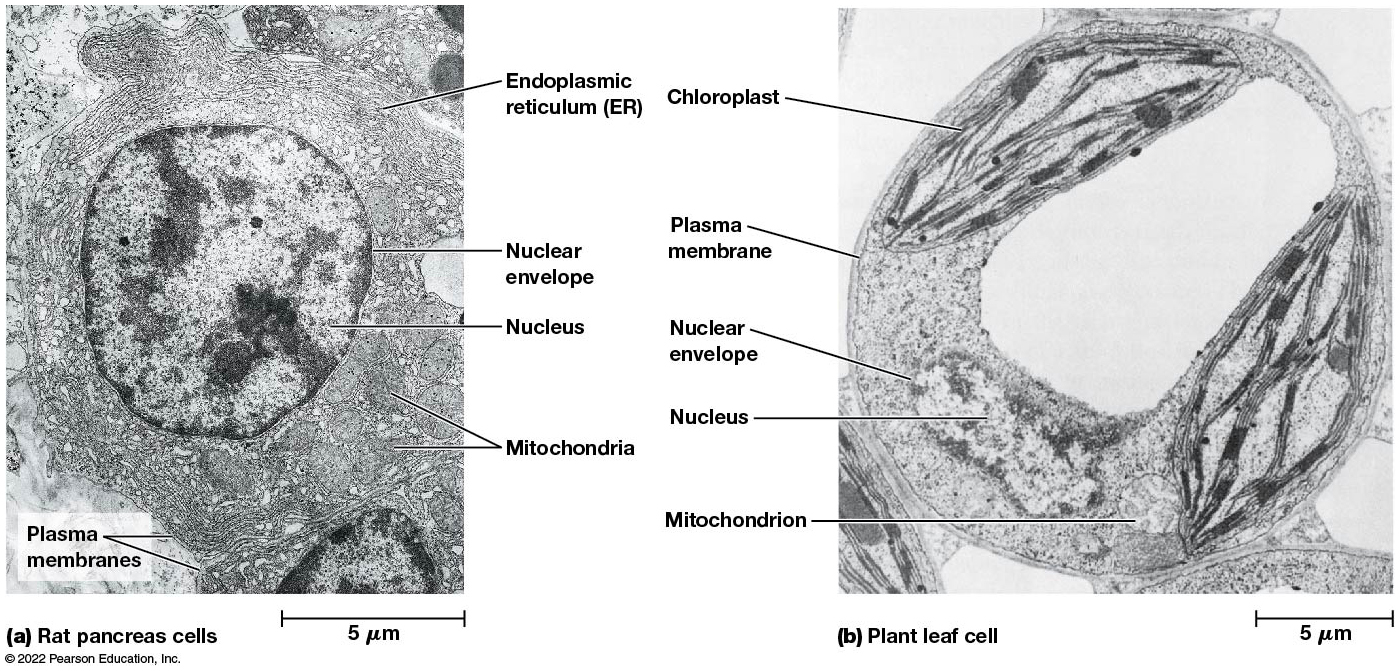 Endoplasmic
reticulum (ER)
Nuclear
envelope
Nucleus
Mitochondria
Plasma
membranes
5 μm
(a) Rat pancreas cells
© 2022 Pearson Education, Inc.
Chloroplast
Plasma
membrane
Nuclear
envelope
Nucleus
Mitochondrion
5 μm
(b) Plant leaf cell